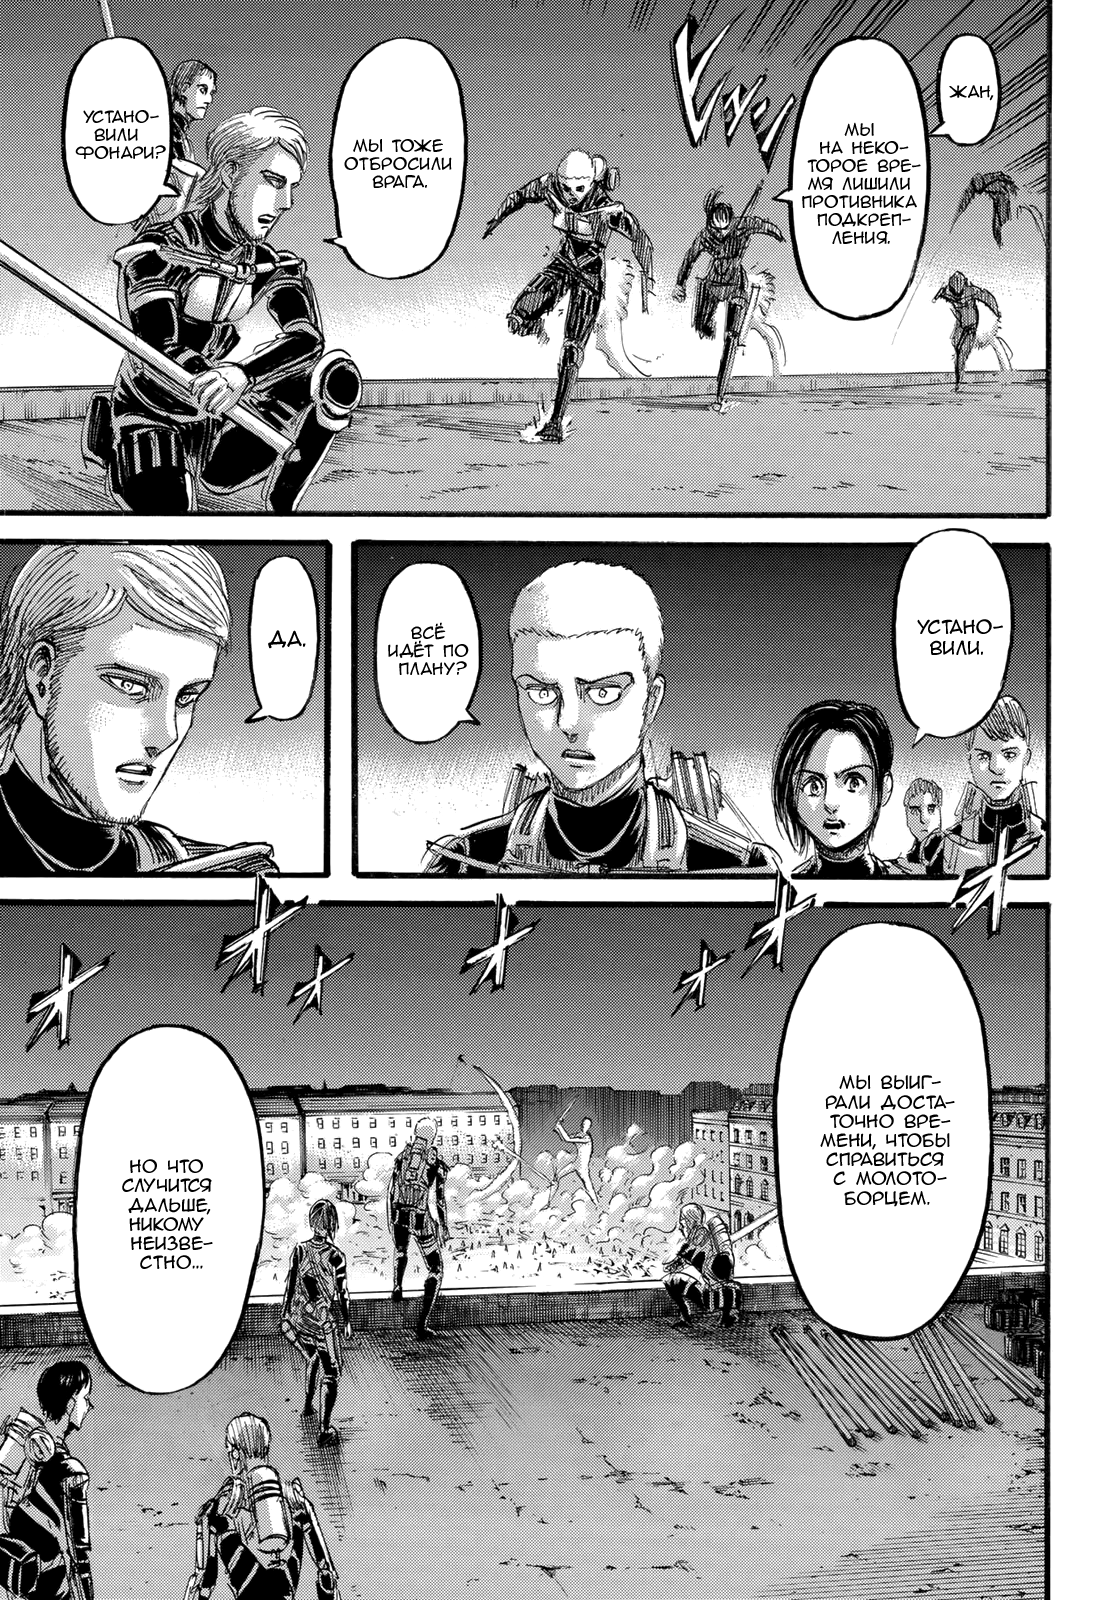 ЖАН,
МЫ
НА НЕКО-
ТОРОЕ ВРЕ-
МЯ ЛИШИЛИ
ПРОТИВНИКА
ПОДКРЕП-
ЛЕНИЯ.
МЫ ТОЖЕ
ОТБРОСИЛИ
ВРАГА.
УСТАНО-
ВИЛИ
ФОНАРИ?
УСТАНО-
ВИЛИ.
ВСЁ
ИДЁТ ПО
ПЛАНУ?
ДА.
МЫ ВЫИГ-
РАЛИ ДОСТА-
ТОЧНО ВРЕ-
МЕНИ, ЧТОБЫ
СПРАВИТЬСЯ
С МОЛОТО-
БОРЦЕМ.
НО ЧТО
СЛУЧИТСЯ
ДАЛЬШЕ,
НИКОМУ
НЕИЗВЕ-
СТНО...